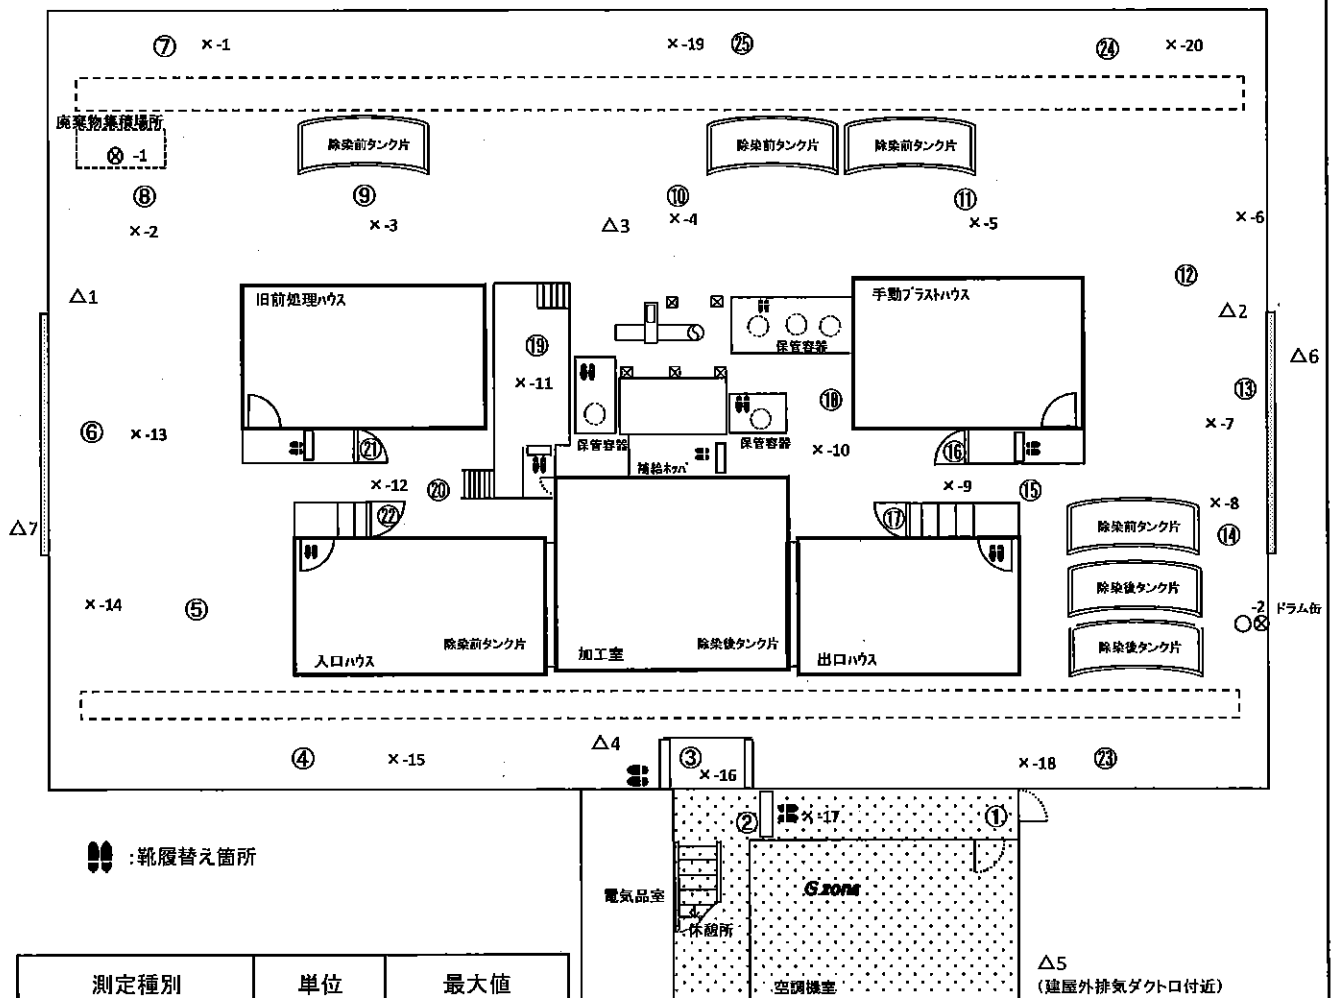 ⑦ ×-1 ×-19 ㉕ ㉔ ×-20
廃棄物集積場所
⊗ -1
除染前タンク片 除染前タンク片 除染前タンク片
⑧ ⑨ ⑩ ⑪
×-2 ×-3 △3 ×-4 ×-5 ×-6
⑫
△1 旧前処理ハウス 手動ブラストハウス △2
⑲ 保管容器 △6
×-11 ⑱ ⑬
⑥ ×-13 ×-7
㉑ 保管容器 保管容器 ×-10 ⑯
補給ホッパ
×-12 ⑳ ×-9 ⑮
△7 ㉒ ⑰ ×-8
除染前タンク片 ⑭
除染後タンク片
×-14 ⑤ -2 ドラム缶
入口ハウス 除染前タンク片 加工室 除染後タンク片 出口ハウス 除染後タンク片
④ ×-15 △4 ③ ×-16 ×-18 ㉓
② ×-17 ①
:靴履替え箇所
電気品室 G zone
休憩所
測定種別 単位 最大値
空調機室
△5
(建屋外排気ダクト口付近)